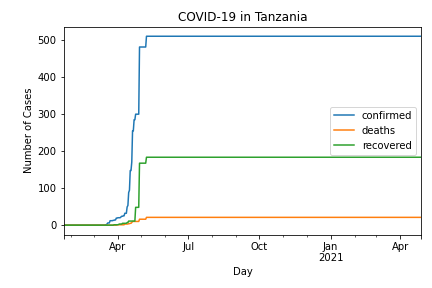 COVID-19 in Tanzania
Number of Cases
500
400
300
200
100
0
confirmed
deaths
recovered
Apr
Jul
Oct
Jan
2021
Apr
Day